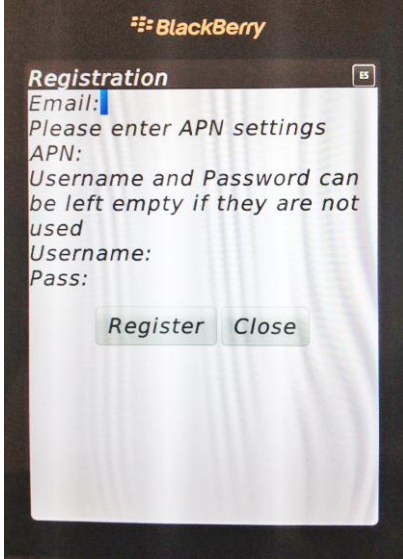 BlackBerry
Registration
ES
Email:
Please enter APN settings
APN:
Username and Password can
be left empty if they are not
used
Username:
Pass:
Register Close